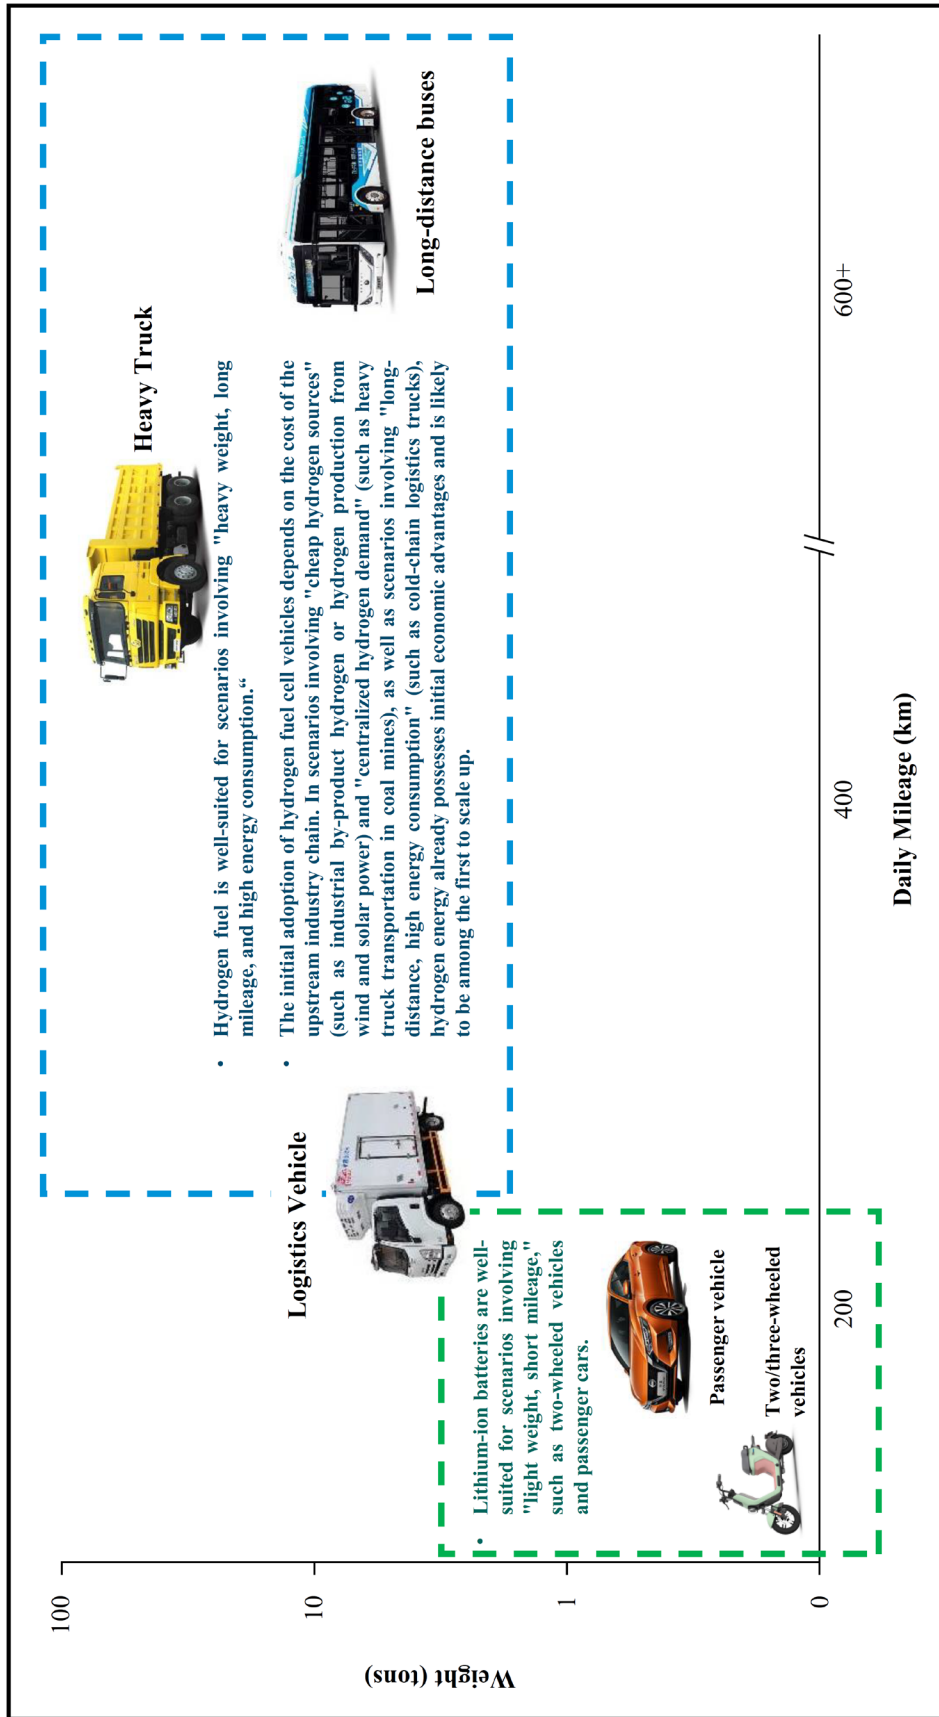 Weight (tons)
100
10
1
0
Heavy Truck
Long-distance buses
Logistics Vehicle
• Hydrogen fuel is well-suited for scenarios involving "heavy weight, long
mileage, and high energy consumption.“
• The initial adoption of hydrogen fuel cell vehicles depends on the cost of the
upstream industry chain. In scenarios involving "cheap hydrogen sources"
(such as industrial by-product hydrogen or hydrogen production from
wind and solar power) and "centralized hydrogen demand" (such as heavy
truck transportation in coal mines), as well as scenarios involving "long-
distance, high energy consumption" (such as cold-chain logistics trucks),
hydrogen energy already possesses initial economic advantages and is likely
to be among the first to scale up.
• Lithium-ion batteries are well-
suited for scenarios involving
"light weight, short mileage,"
such as two-wheeled vehicles
and passenger cars.
Passenger vehicle
Two/three-wheeled
vehicles
200
400
600+
Daily Mileage (km)